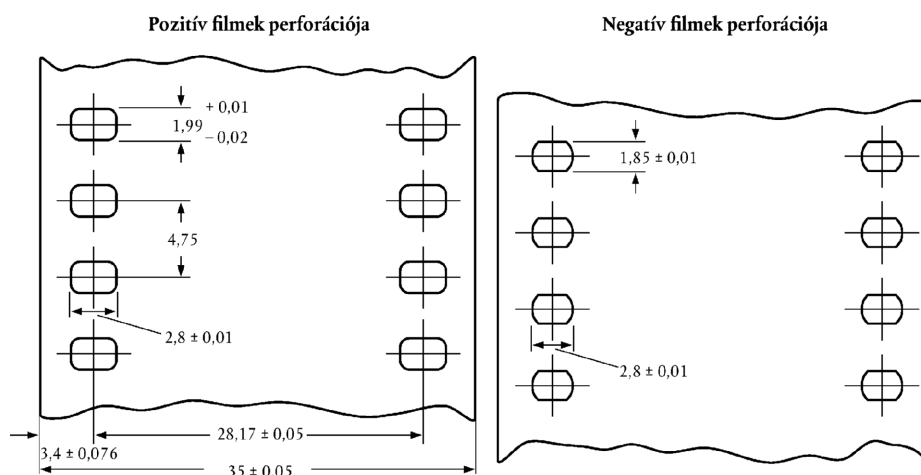 Pozitív filmek perforációja
+ 0,01
1,99
− 0,02
4,75
2,8 ± 0,01
28,17 ± 0,05
3,4 ± 0,076
35 ± 0,05
Negatív filmek perforációja
1,85 ± 0,01
2,8 ± 0,01